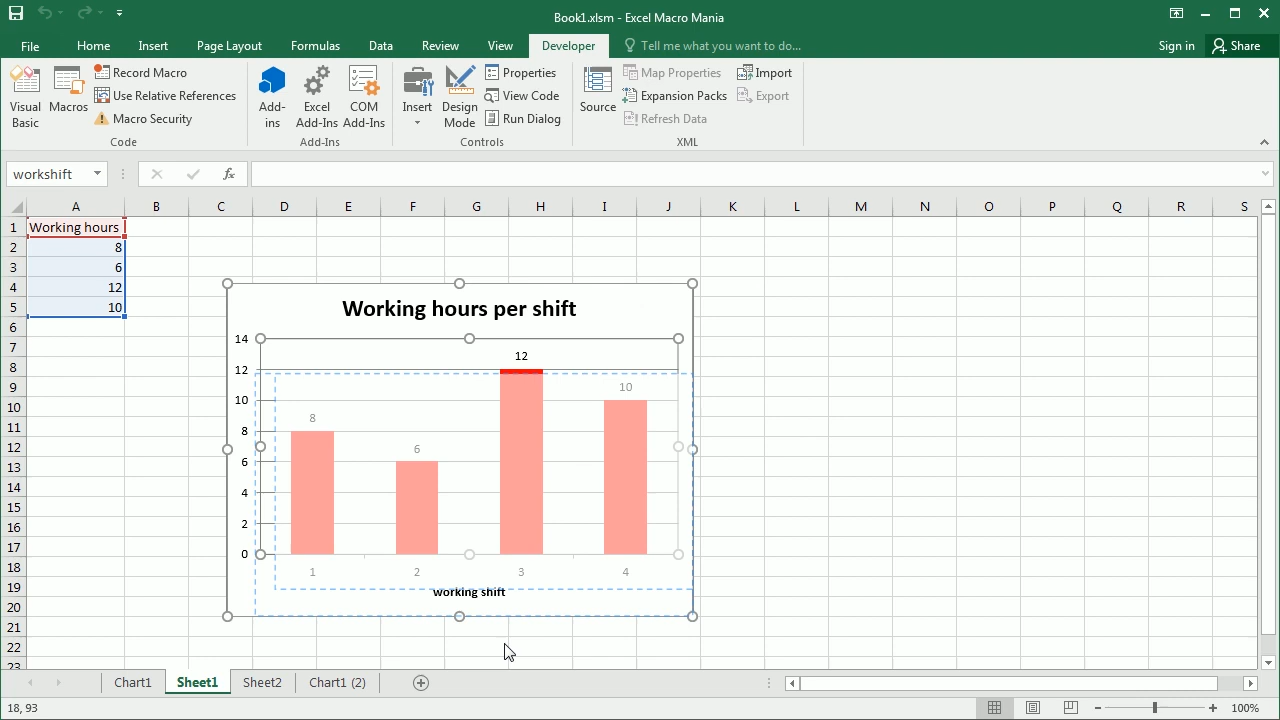 Book1.xlsm - Excel Macro Mania
File Home Insert Page Layout Formulas Data Review View Developer Tell me what you want to do... Sign in Share
Visual Basic
Macros
Record Macro
Use Relative References
Macro Security
Code
Add-ins
Excel Add-Ins
COM Add-Ins
Add-Ins
Insert
Design Mode
Properties
View Code
Run Dialog
Controls
Source
Map Properties
Expansion Packs
Refresh Data
Import
Export
XML
workshift fx
A B C D E F G H I J K L M N O P Q R S
1 Working hours
2 8
3 6
4 12
5 10
6
7
8
9
10
11
12
13
14
15
16
17
18
19
20
21
22
23
Working hours per shift
14
12
10
8
6
4
2
0
8 6 12 10
1 2 3 4
working shift
Chart1 Sheet1 Sheet2 Chart1 (2)
18, 93 100%